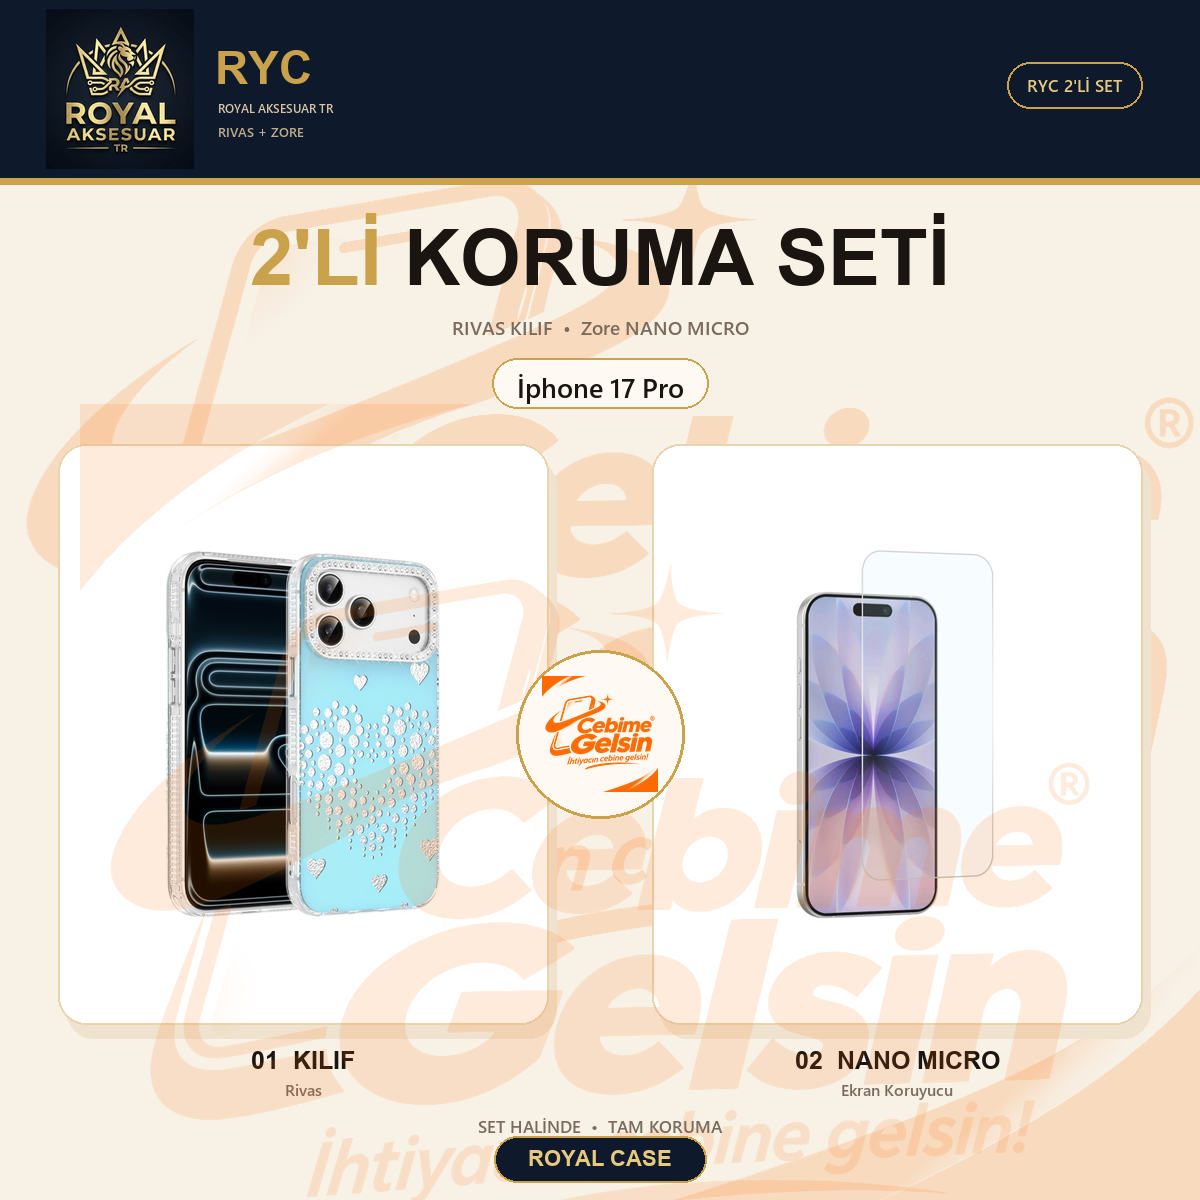 ROYAL
AKSESUAR
TR
RYC
ROYAL AKSESUAR TR
RIVAS + ZORE
RYC 2'Lİ SET
2'Lİ KORUMA SETİ
RIVAS KILIF • Zore NANO MICRO
İphone 17 Pro
Cebime®
Gelsin
İhtiyacın cebine gelsin!
Cebime®
Gelsin
01 KILIF
Rivas
02 NANO MICRO
Ekran Koruyucu
SET HALİNDE • TAM KORUMA
ROYAL CASE